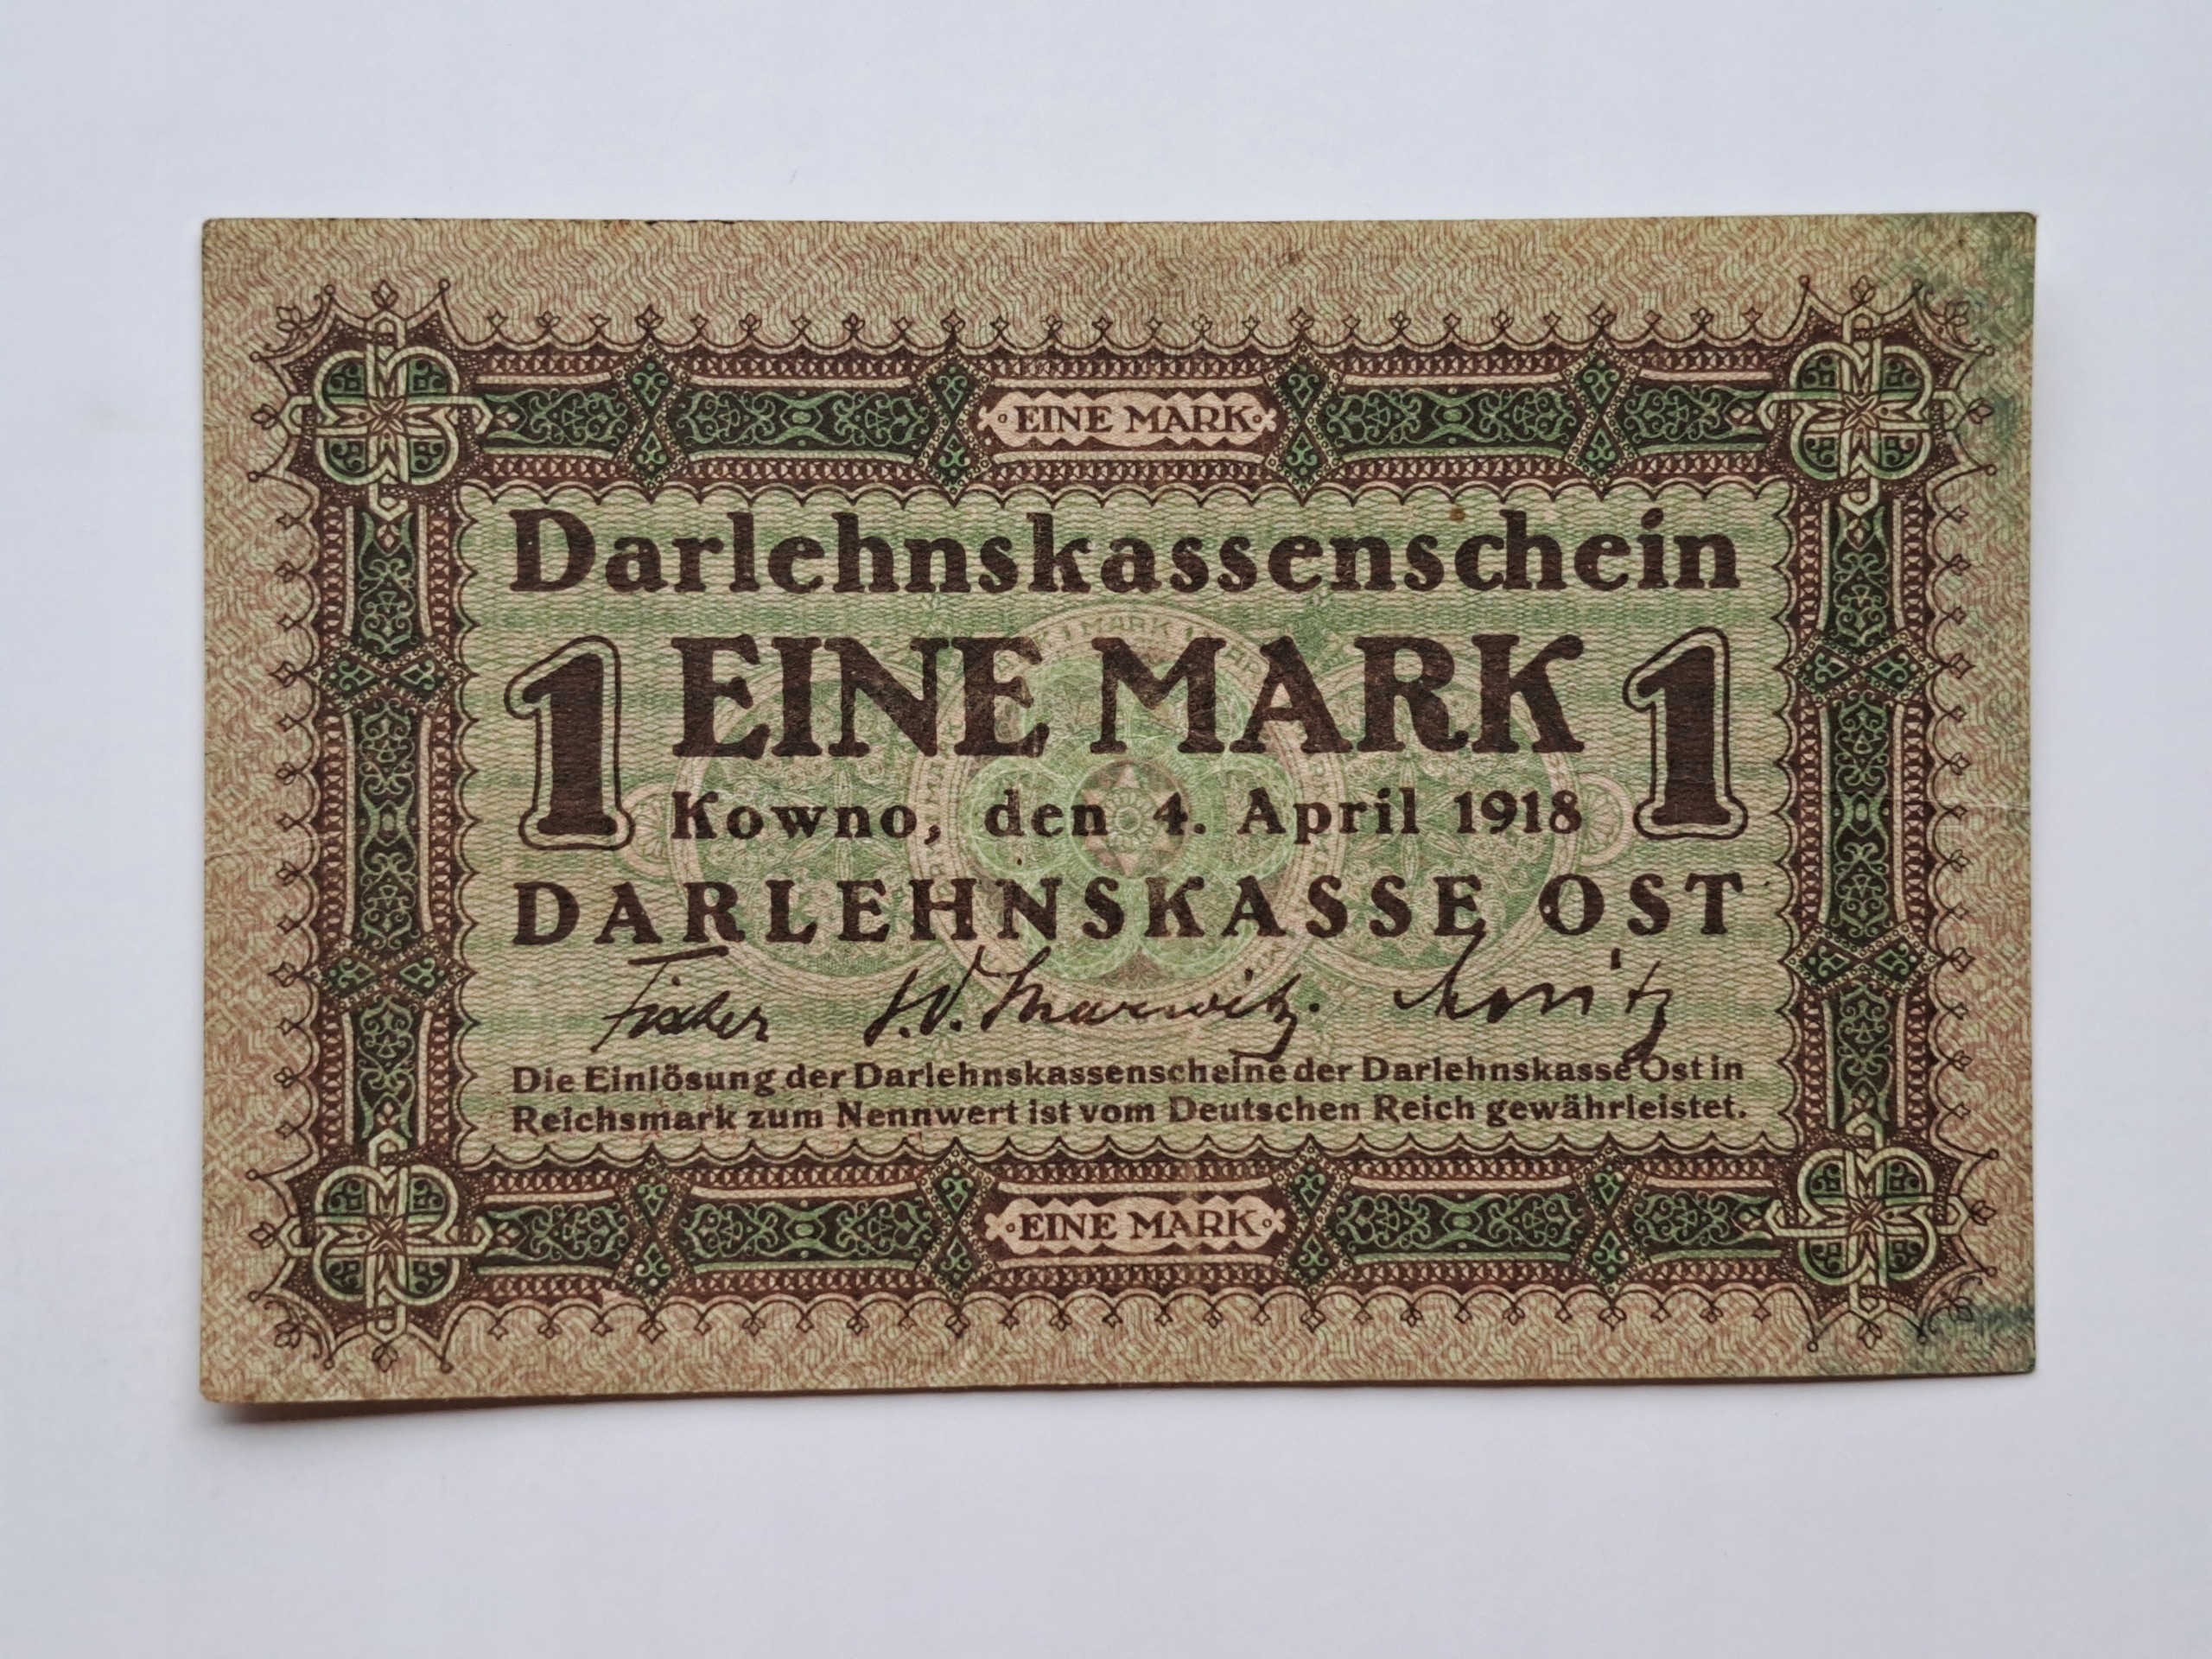 EINE MARK
Darlehnskassenschein
1 EINE MARK 1
Kowno, den 4. April 1918
DARLEHNSKASSE OST
Fischer
Die Einlösung der Darlehnskassenscheine der Darlehnskasse Ost in
Reichsmark zum Nennwert ist vom Deutschen Reich gewährleistet.
EINE MARK